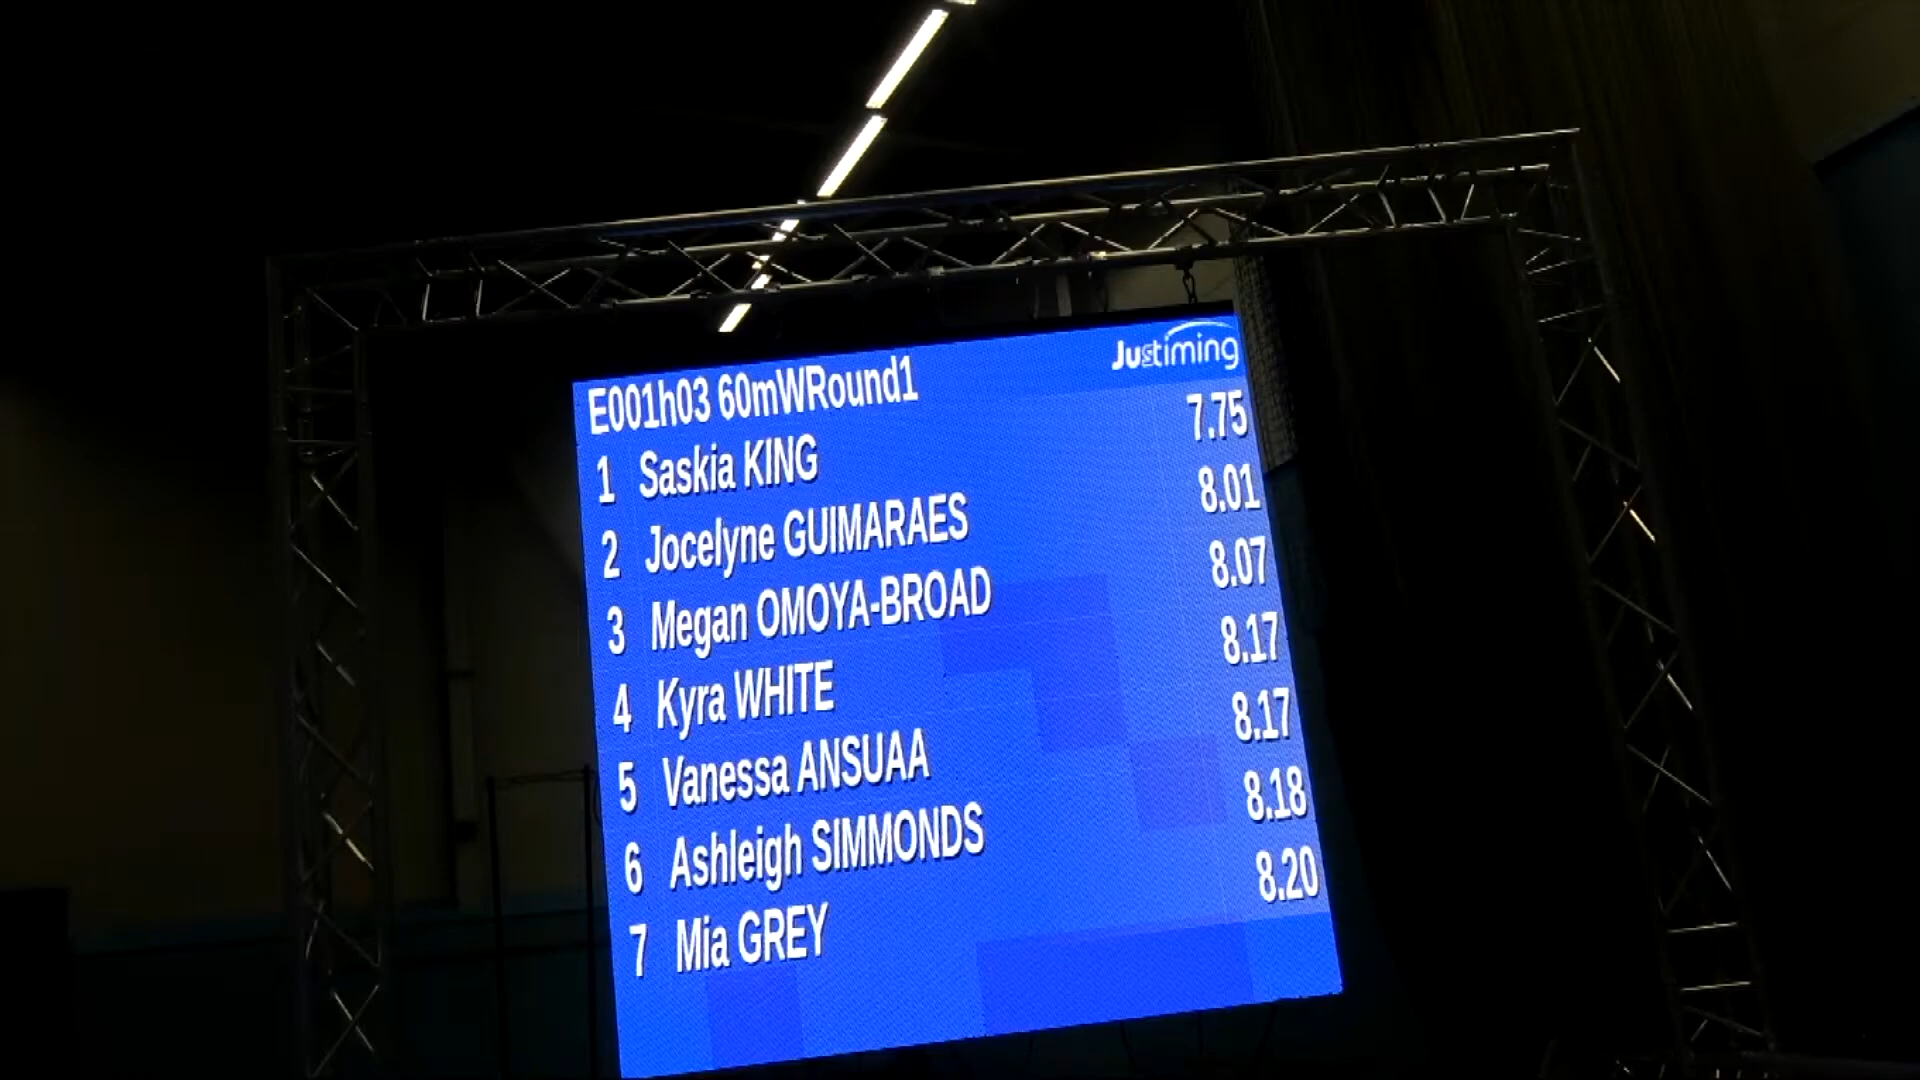 Justiming
E001h03 60mWRound1
1 Saskia KING 7.75
2 Jocelyne GUIMARAES 8.01
3 Megan OMOYA-BROAD 8.07
4 Kyra WHITE 8.17
5 Vanessa ANSUAA 8.17
6 Ashleigh SIMMONDS 8.18
7 Mia GREY 8.20